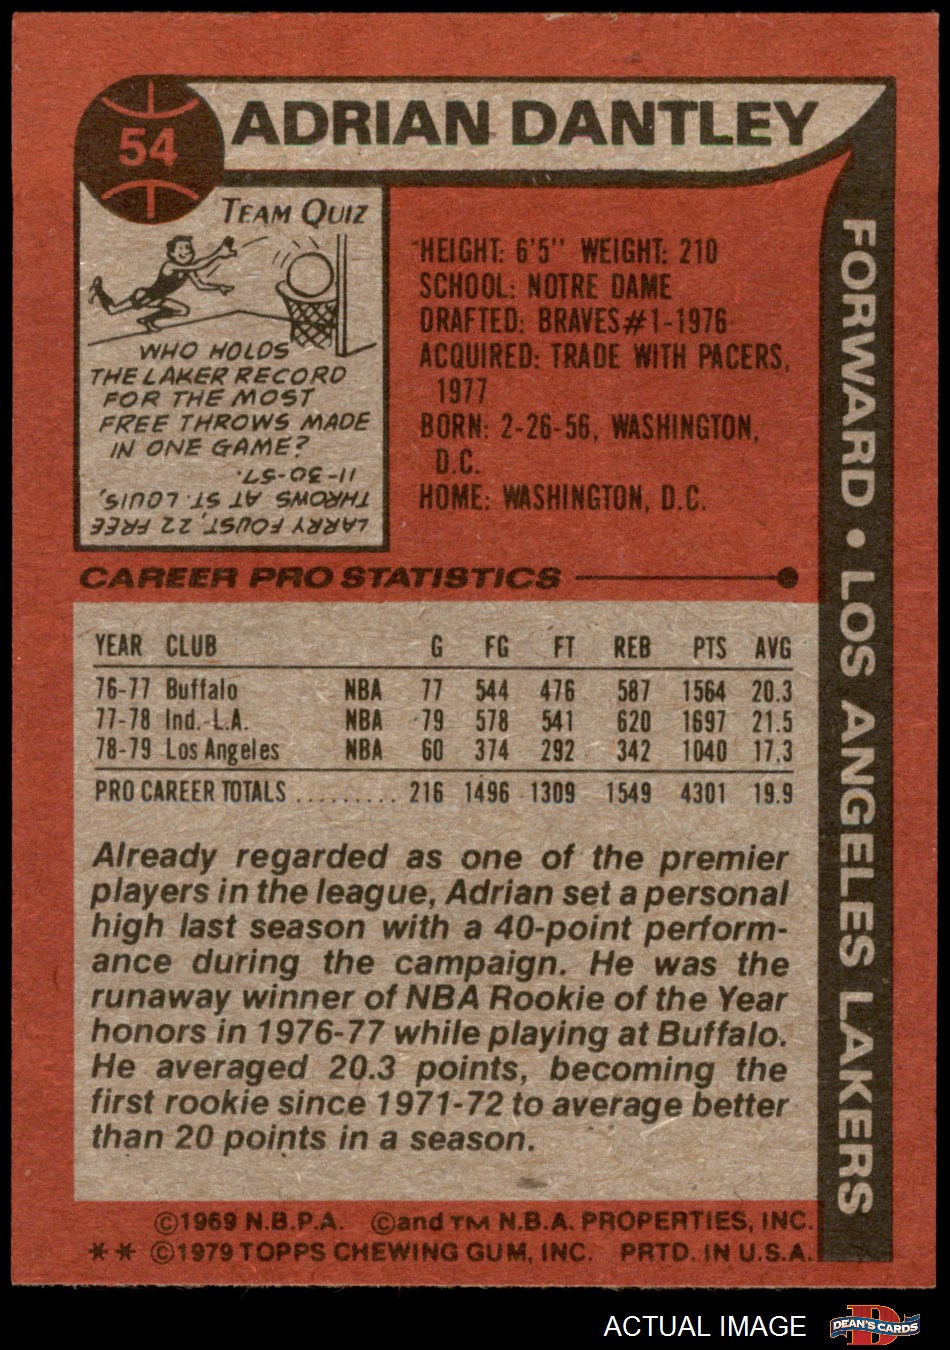 54
ADRIAN DANTLEY
TEAM QUIZ
WHO HOLDS
THE LAKER RECORD
FOR THE MOST
FREE THROWS MADE
IN ONE GAME?
LARRY FOUST, 22 FREE
THROWS AT ST. LOUIS,
11-30-57.
HEIGHT: 6'5" WEIGHT: 210
SCHOOL: NOTRE DAME
DRAFTED: BRAVES#1-1976
ACQUIRED: TRADE WITH PACERS,
1977
BORN: 2-26-56, WASHINGTON,
D.C.
HOME: WASHINGTON, D.C.
FORWARD • LOS ANGELES LAKERS
CAREER PRO STATISTICS
YEAR CLUB G FG FT REB PTS AVG
76-77 Buffalo NBA 77 544 476 587 1564 20.3
77-78 Ind.-L.A. NBA 79 578 541 620 1697 21.5
78-79 Los Angeles NBA 60 374 292 342 1040 17.3
PRO CAREER TOTALS ......... 216 1496 1309 1549 4301 19.9
Already regarded as one of the premier
players in the league, Adrian set a personal
high last season with a 40-point perform-
ance during the campaign. He was the
runaway winner of NBA Rookie of the Year
honors in 1976-77 while playing at Buffalo.
He averaged 20.3 points, becoming the
first rookie since 1971-72 to average better
than 20 points in a season.
©1969 N.B.P.A. ©and TM N.B.A. PROPERTIES, INC.
** ©1979 TOPPS CHEWING GUM, INC. PRTD. IN U.S.A.
ACTUAL IMAGE
D
DEAN'S CARDS